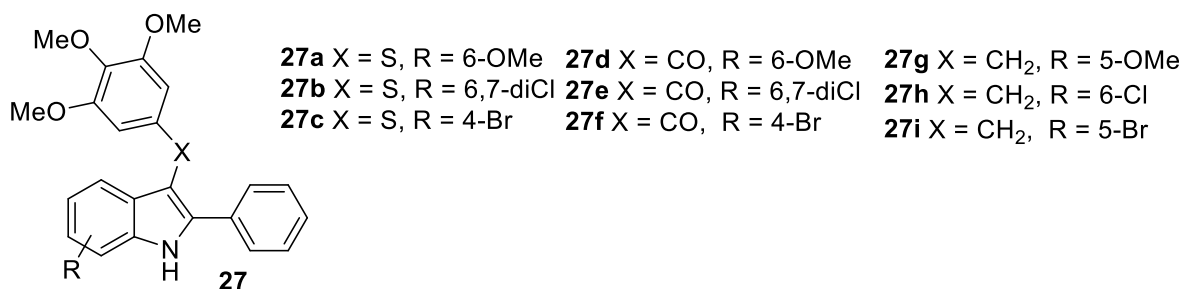 OMe
MeO
MeO
X
N
H
R
27
27a X = S, R = 6-OMe 27d X = CO, R = 6-OMe 27g X = CH₂, R = 5-OMe
27b X = S, R = 6,7-diCl 27e X = CO, R = 6,7-diCl 27h X = CH₂, R = 6-Cl
27c X = S, R = 4-Br 27f X = CO, R = 4-Br 27i X = CH₂, R = 5-Br